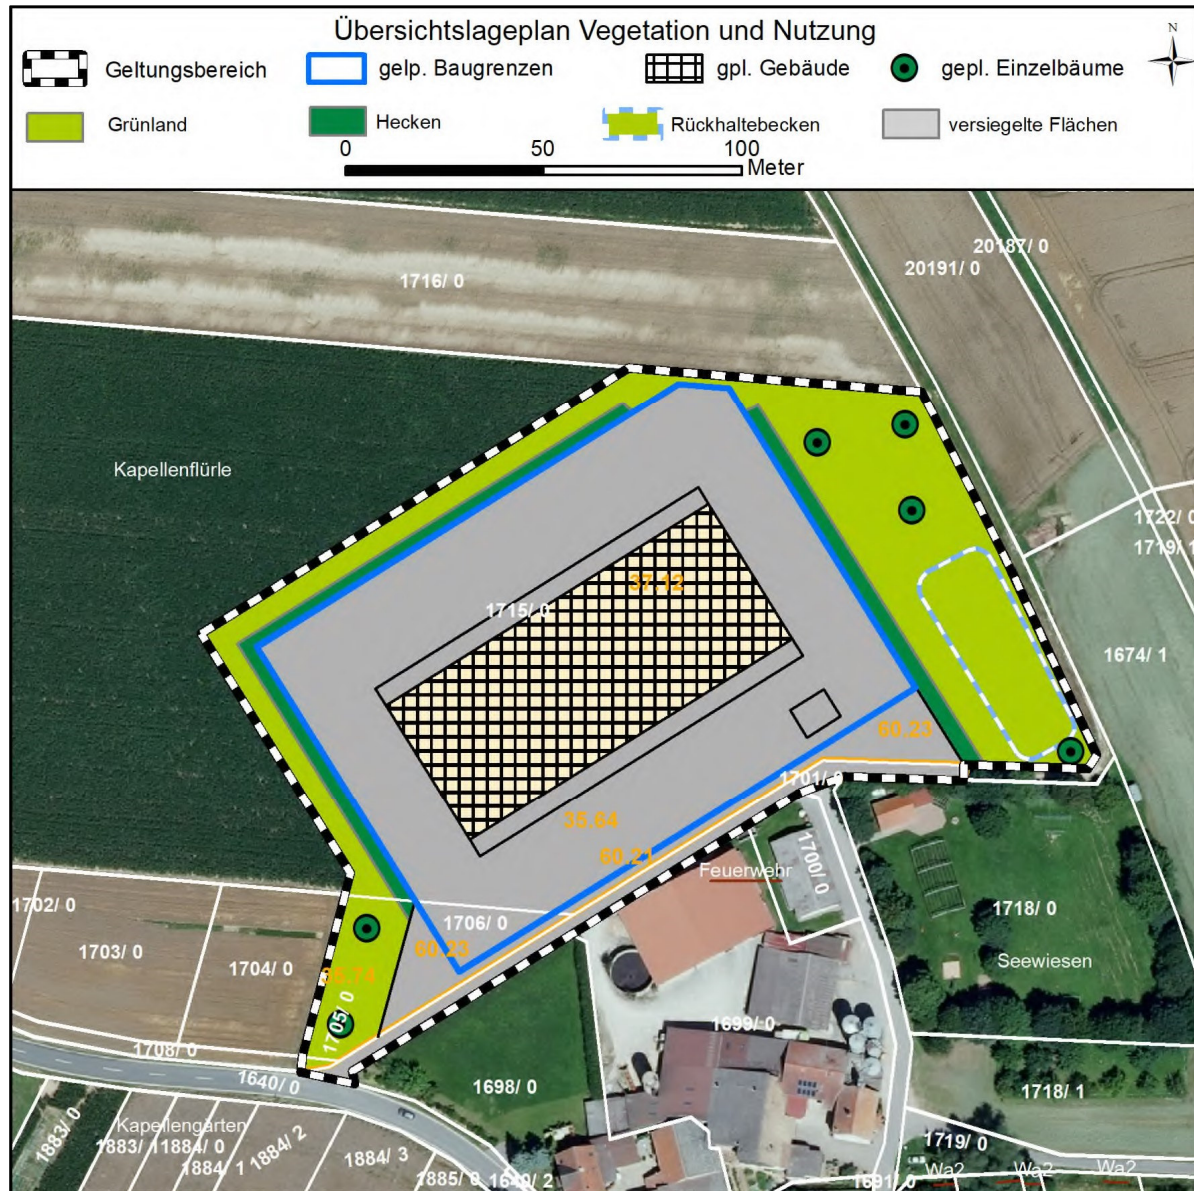 Übersichtslageplan Vegetation und Nutzung
N
Geltungsbereich
gelp. Baugrenzen
gpl. Gebäude
gepl. Einzelbäume
Grünland
Hecken
Rückhaltebecken
versiegelte Flächen
0 50 100
Meter
20187/ 0
20191/ 0
1716/ 0
Kapellenflürle
1722/ 0
1719/ 1
37.12
1715/ 0
1674/ 1
60.23
1701/ 0
35.64
60.21
Feuerwehr
1700/ 0
1702/ 0
1706/ 0
1718/ 0
1703/ 0
60.23
1704/ 0
Seewiesen
1705/ 0
1699/ 0
1708/ 0
1640/ 0
1698/ 0
1718/ 1
1883/ 0
Kapellengärten
1883/ 1
1884/ 0
1884/ 2
1884/ 1
1884/ 3
1719/ 0
1885/ 0
1640/ 2
1691/ 0
Wa2
Wa2
Wa2